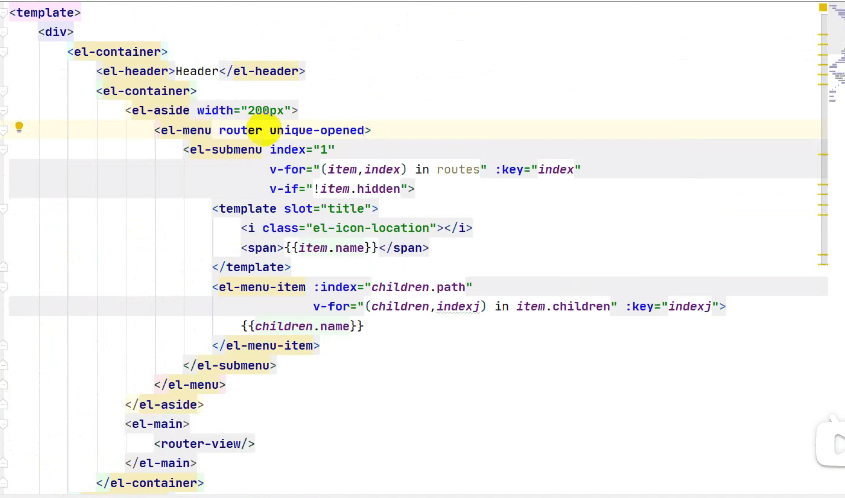 <template>
<div>
<el-container>
<el-header>Header</el-header>
<el-container>
<el-aside width="200px">
<el-menu router unique-opened>
<el-submenu index="1"
v-for="(item,index) in routes" :key="index"
v-if="!item.hidden">
<template slot="title">
<i class="el-icon-location"></i>
<span>{{item.name}}</span>
</template>
<el-menu-item :index="children.path"
v-for="(children,indexj) in item.children" :key="indexj">
{{children.name}}
</el-menu-item>
</el-submenu>
</el-menu>
</el-aside>
<el-main>
<router-view/>
</el-main>
</el-container>